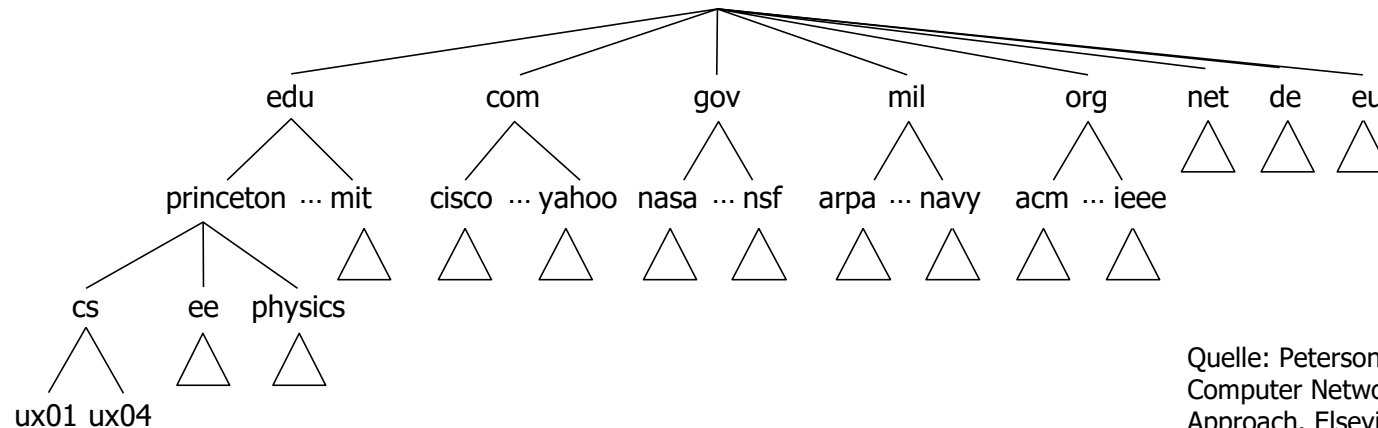 edu com gov mil org net de eu
princeton ... mit cisco ... yahoo nasa ... nsf arpa ... navy acm ... ieee
cs ee physics
ux01 ux04
Quelle: Peterson
Computer Netwo
Approach. Elsevi